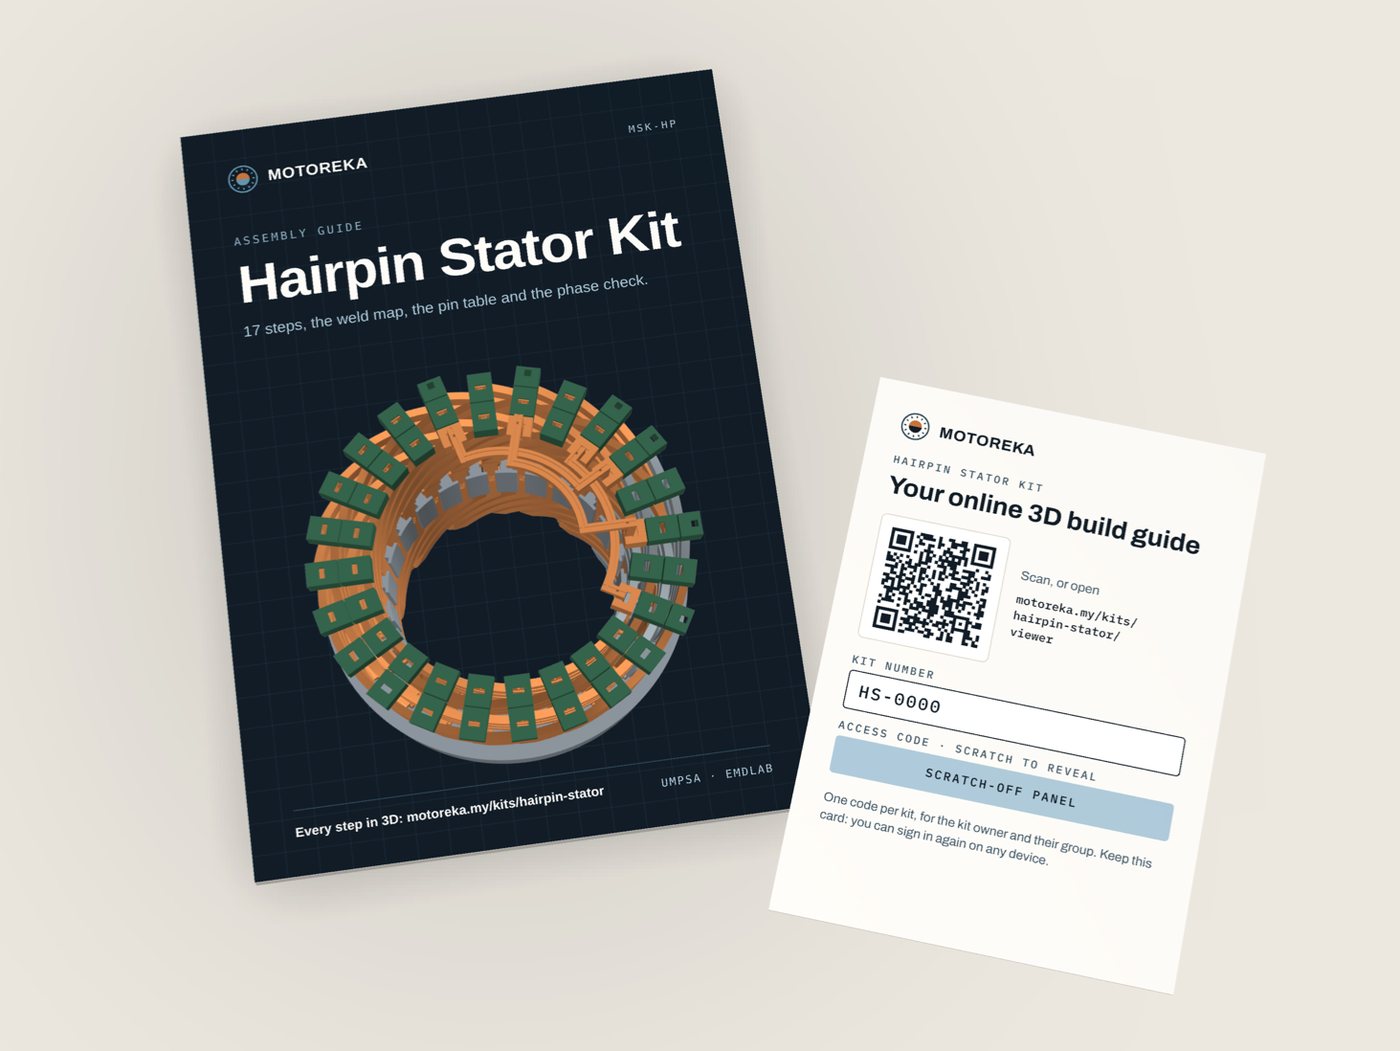 MOTOREKA
MSK-HP
ASSEMBLY GUIDE
Hairpin Stator Kit
17 steps, the weld map, the pin table and the phase check.
Every step in 3D: motoreka.my/kits/hairpin-stator
UMPSA · EMDLAB
MOTOREKA
HAIRPIN STATOR KIT
Your online 3D build guide
Scan, or open
motoreka.my/kits/
hairpin-stator/
viewer
KIT NUMBER
HS-0000
ACCESS CODE · SCRATCH TO REVEAL
SCRATCH-OFF PANEL
One code per kit, for the kit owner and their group. Keep this
card; you can sign in again on any device.